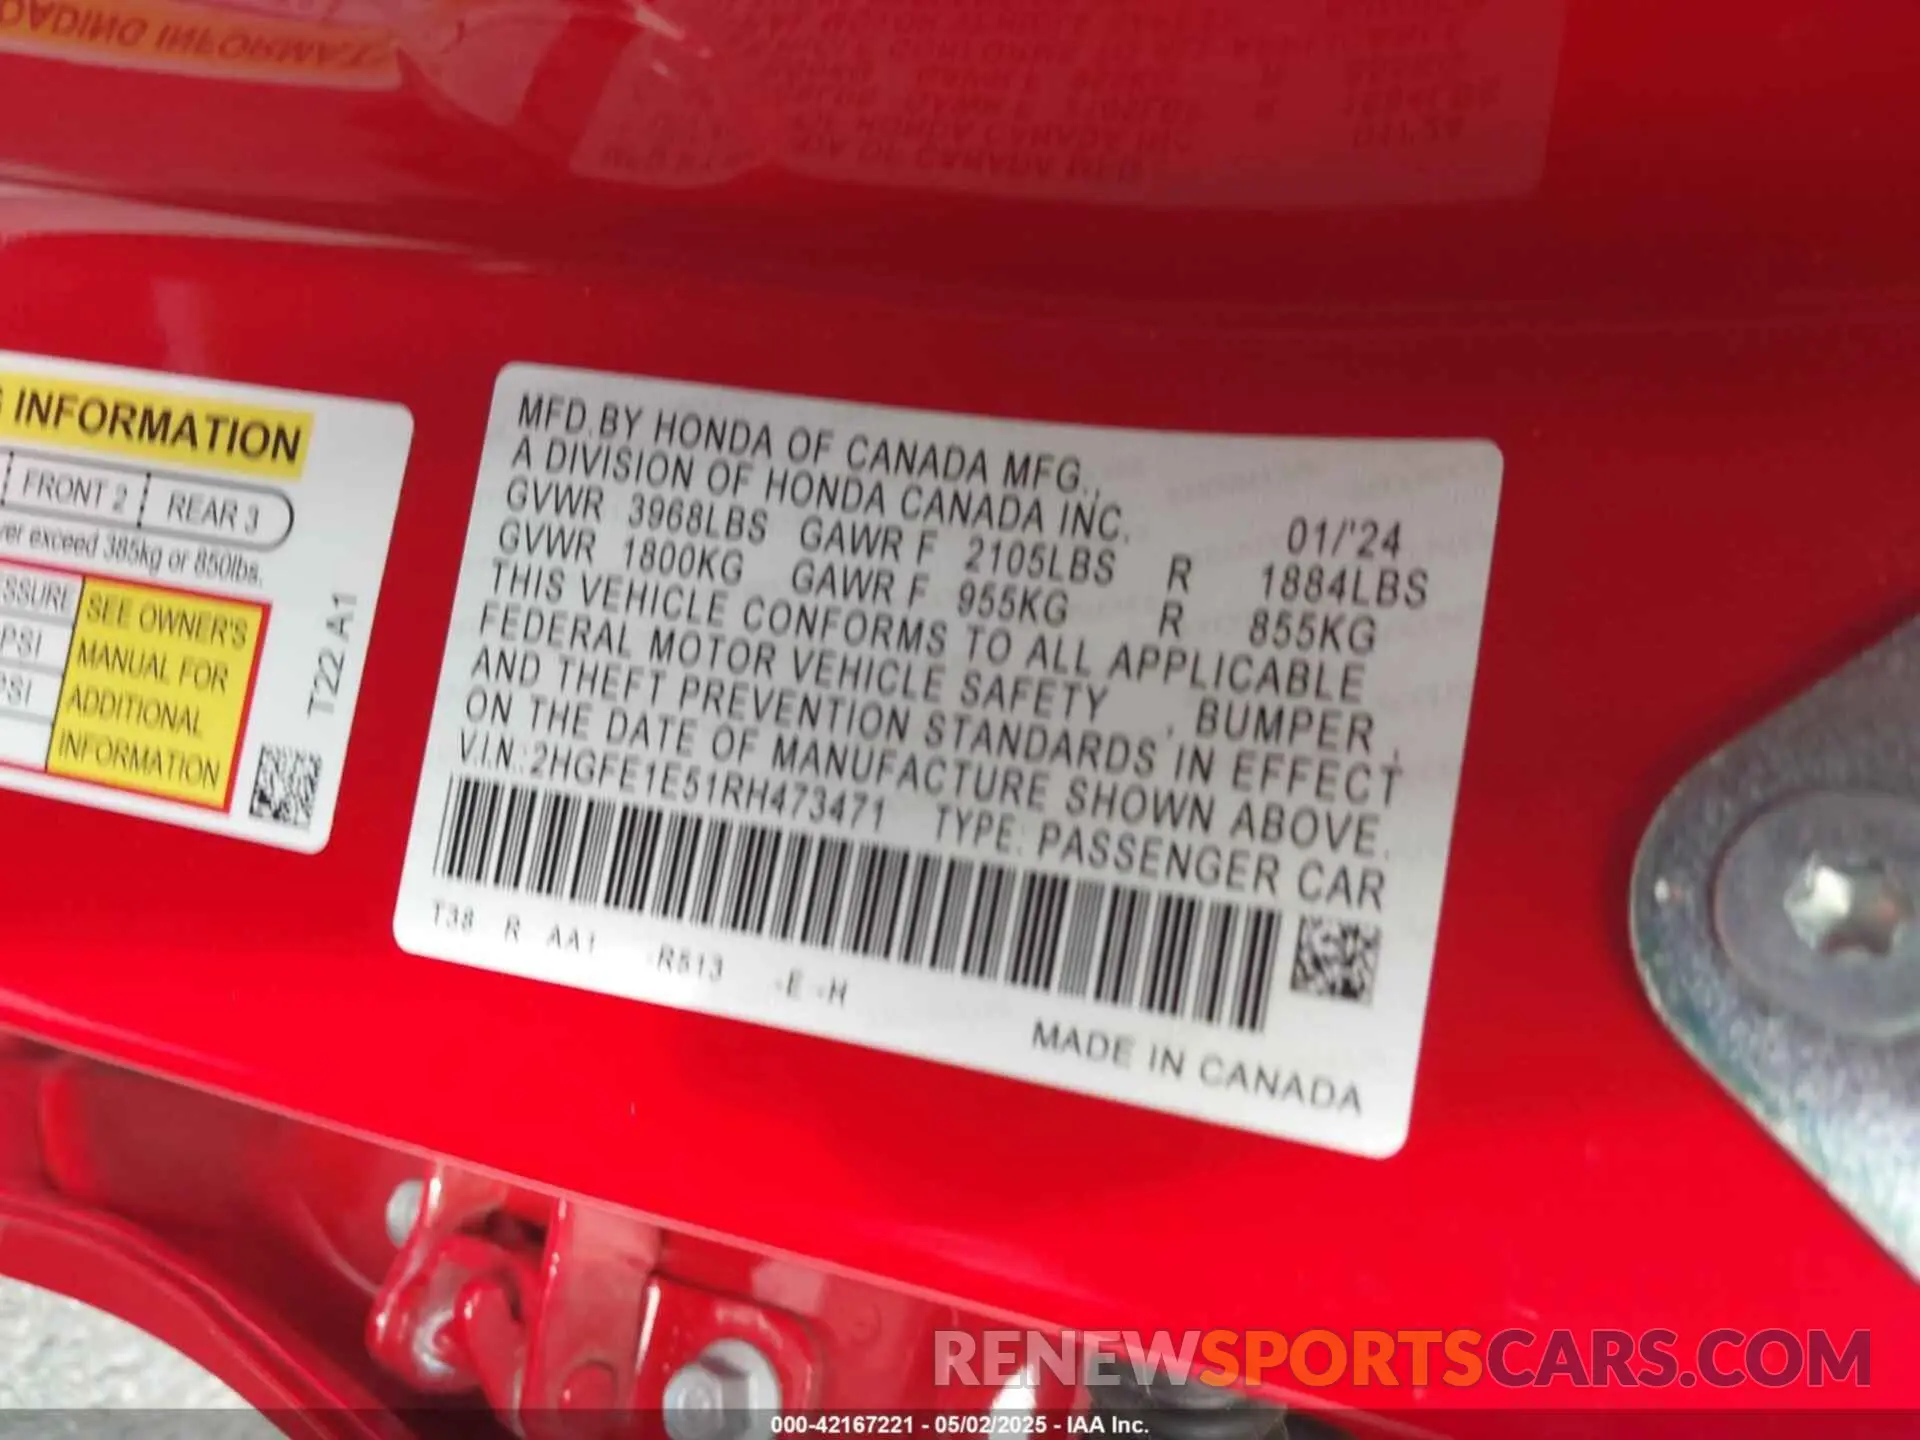 G INFORMATION
FRONT 2 REAR 3
exceed 385kg or 850lbs.
SSURE
PSI
PSI
SEE OWNER'S
MANUAL FOR
ADDITIONAL
INFORMATION
T22 A1
MFD.BY HONDA OF CANADA MFG.,
A DIVISION OF HONDA CANADA INC. 01/'24
GVWR 3968LBS GAWR F 2105LBS R 1884LBS
GVWR 1800KG GAWR F 955KG R 855KG
THIS VEHICLE CONFORMS TO ALL APPLICABLE
FEDERAL MOTOR VEHICLE SAFETY , BUMPER ,
AND THEFT PREVENTION STANDARDS IN EFFECT
ON THE DATE OF MANUFACTURE SHOWN ABOVE.
V.I.N:2HGFE1E51RH473471 TYPE: PASSENGER CAR
T38 R AA1 -R513 -E -H
MADE IN CANADA
RENEWSPORTSCARS.COM
000-42167221 - 05/02/2025 - IAA Inc.